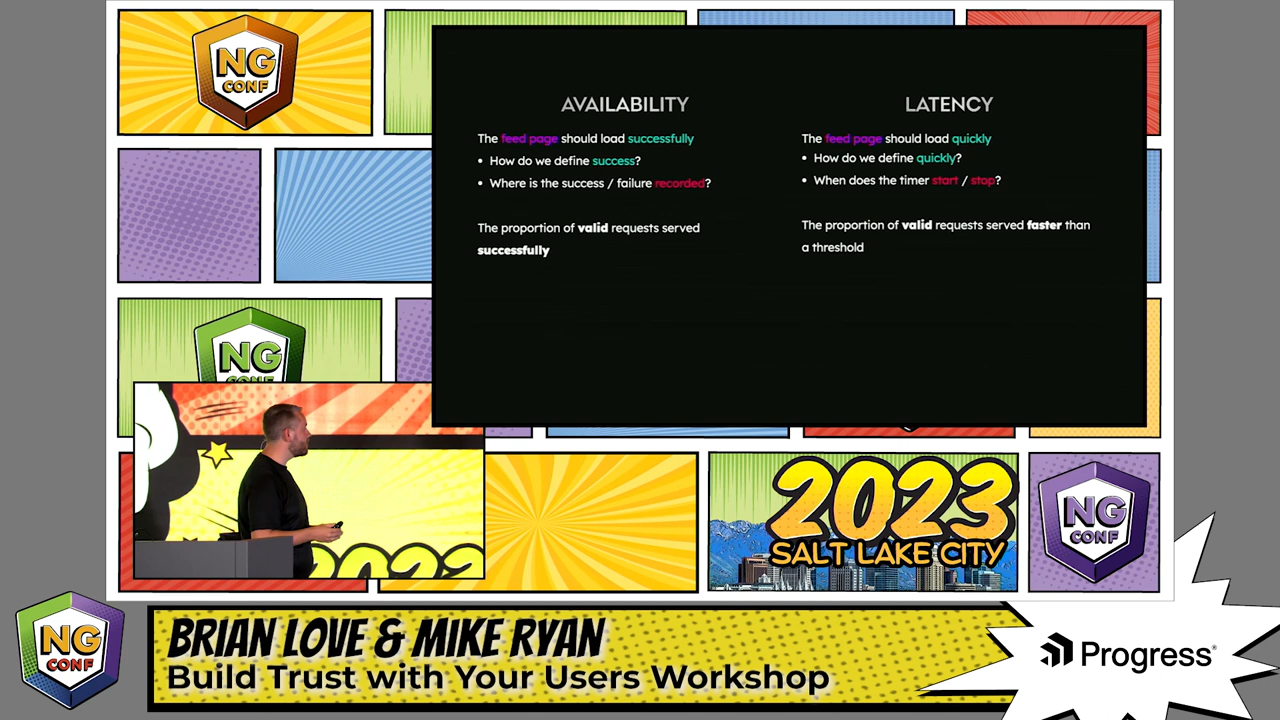 NG
CONF
AVAILABILITY
The feed page should load successfully
• How do we define success?
• Where is the success / failure recorded?
The proportion of valid requests served
successfully
LATENCY
The feed page should load quickly
• How do we define quickly?
• When does the timer start / stop?
The proportion of valid requests served faster than
a threshold
NG
CONF
2023
2023
SALT LAKE CITY
NG
CONF
NG
CONF
BRIAN LOVE & MIKE RYAN
Build Trust with Your Users Workshop
Progress®